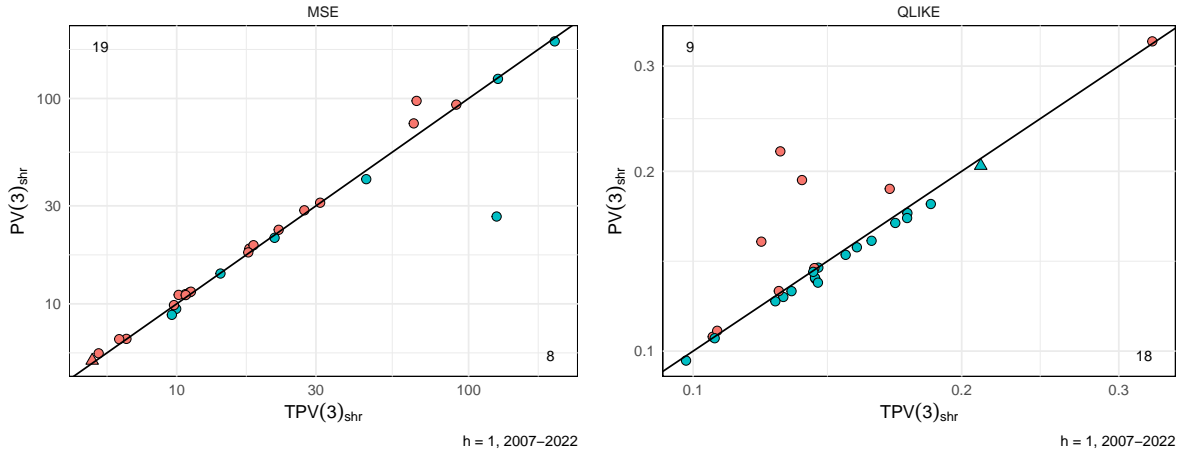 MSE
19
100
30
10
8
10 30 100
PV(3)shr
TPV(3)shr
h = 1, 2007−2022
QLIKE
9
0.3
0.2
0.1
18
0.1 0.2 0.3
PV(3)shr
TPV(3)shr
h = 1, 2007−2022